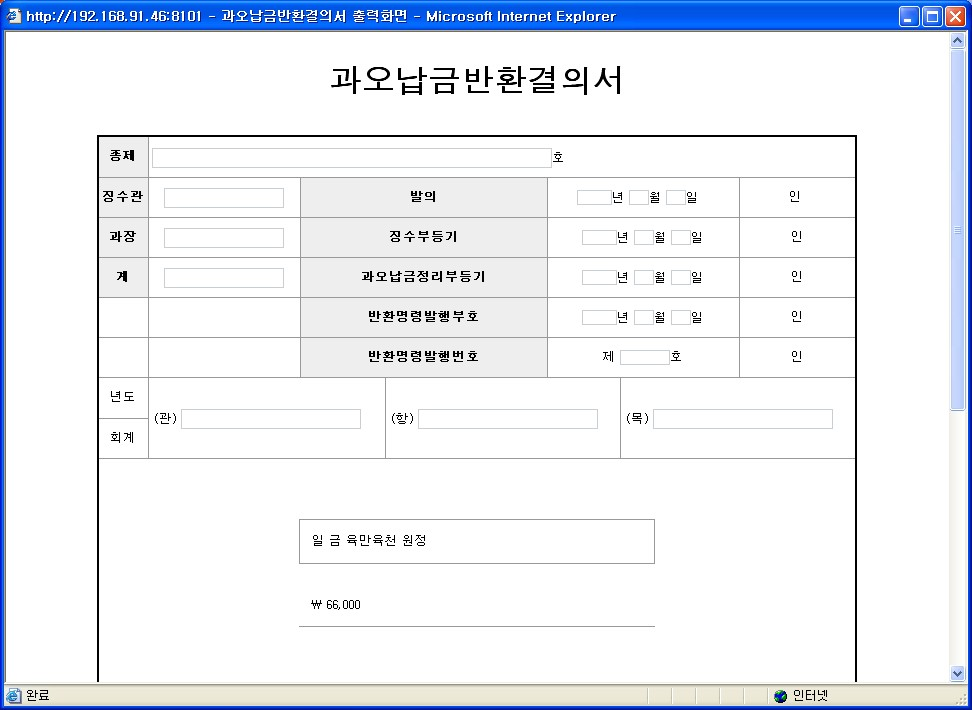 http://192.168.91.46:8101 - 과오납금반환결의서 출력화면 - Microsoft Internet Explorer
과오납금반환결의서
종제 호
징수관 발의 년 월 일 인
과장 징수부등기 년 월 일 인
계 과오납금정리부등기 년 월 일 인
반환명령발행부호 년 월 일 인
반환명령발행번호 제 호 인
년도
(관) (항) (목)
회계
일 금 육만육천 원정
₩ 66,000
완료 인터넷